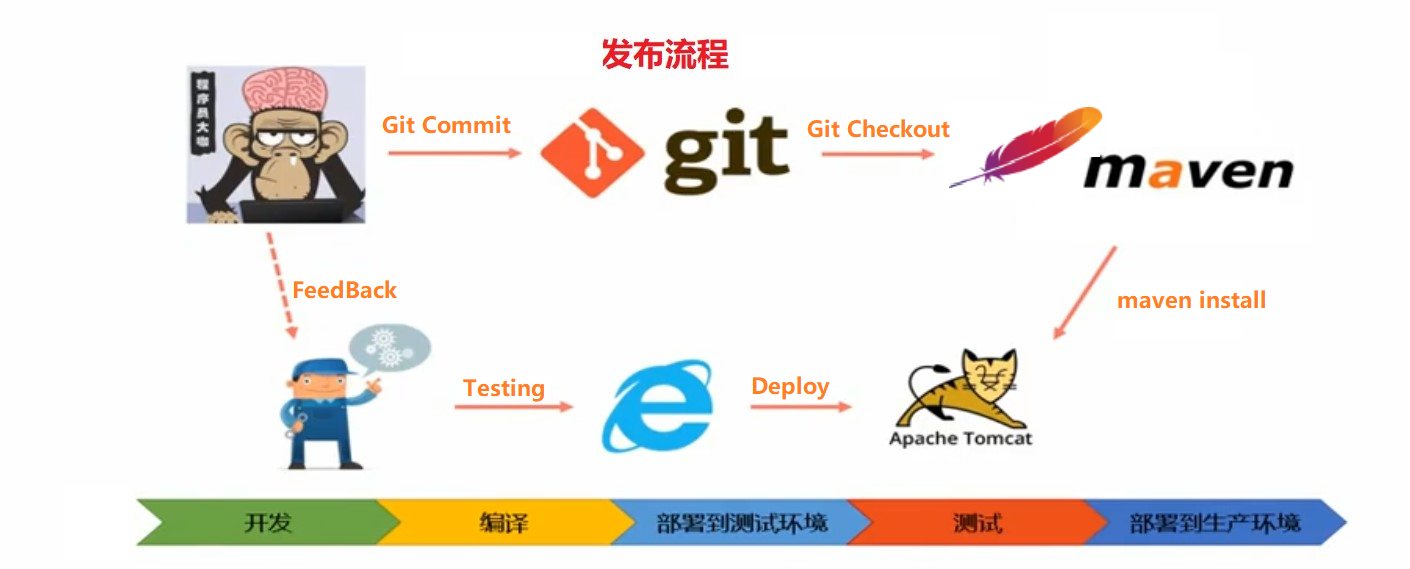 发布流程
程序员大咖
Git Commit
git
Git Checkout
maven
FeedBack
maven install
Testing
Deploy
Apache Tomcat
开发
编译
部署到测试环境
测试
部署到生产环境